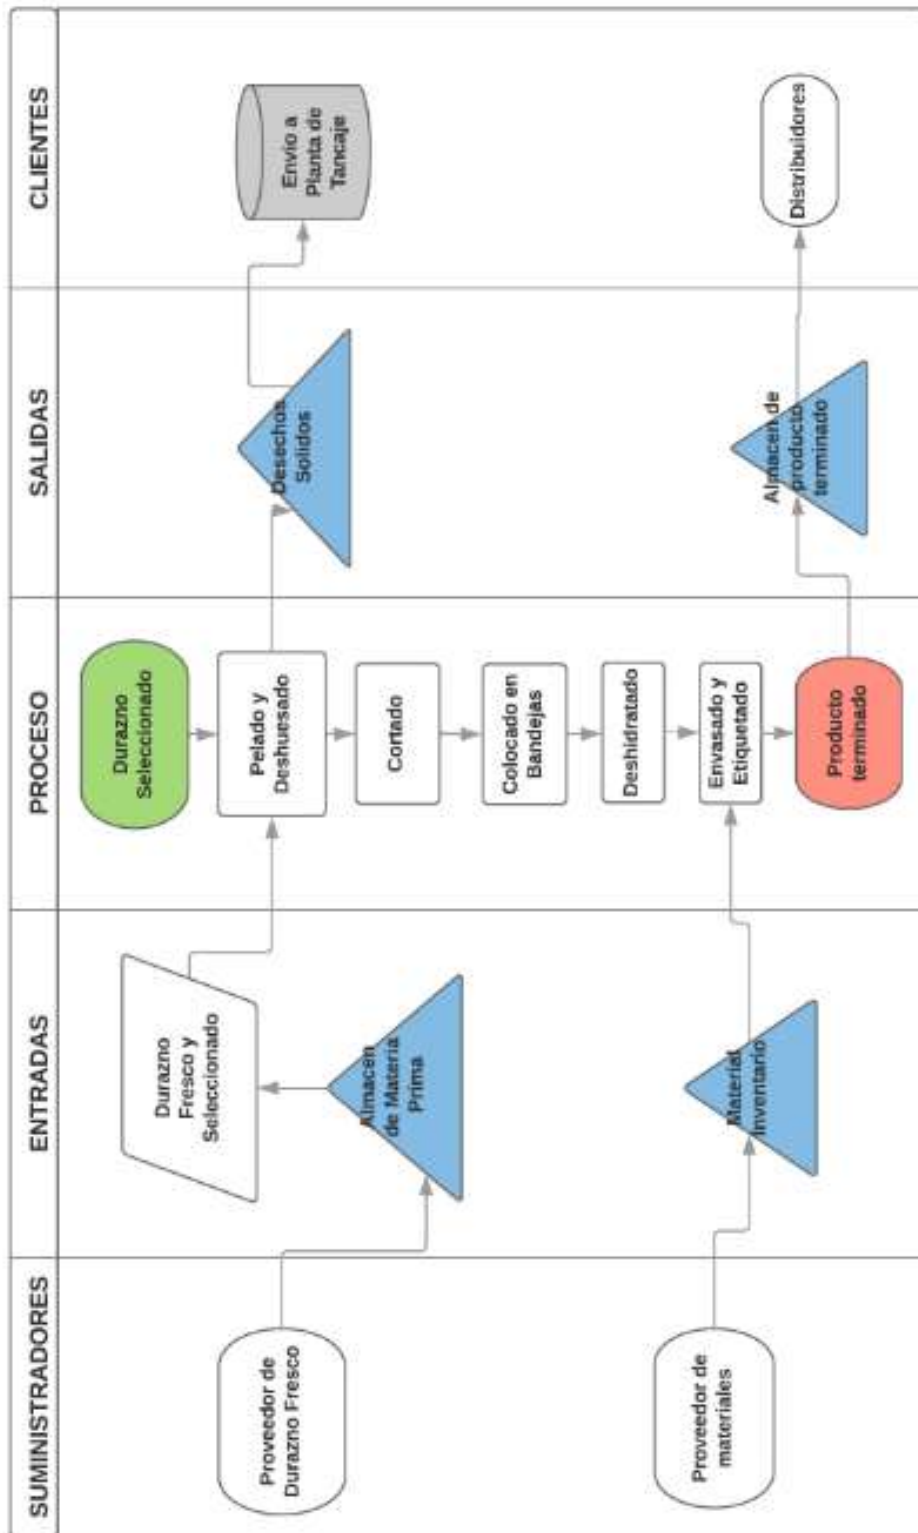 SUMINISTRADORES
ENTRADAS
PROCESO
SALIDAS
CLIENTES
Proveedor de
Durazno Fresco
Proveedor de
materiales
Durazno
Fresco y
Seleccionado
Almacen
de Materia
Prima
Material
Inventario
Durazno
Seleccionado
Pelado y
Deshuesado
Cortado
Colocado en
Bandejas
Deshidratado
Envasado y
Etiquetado
Producto
terminado
Desechos
Solidos
Almacen de
producto
terminado
Envio a
Planta de
Tancaje
Distribuidores